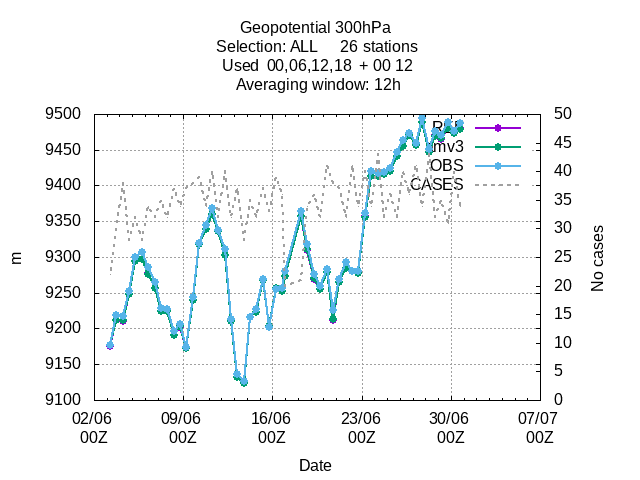 Geopotential 300hPa
Selection: ALL 26 stations
Used 00,06,12,18 + 00 12
Averaging window: 12h
9500
9450
9400
9350
9300
9250
9200
9150
9100
m
50
45
40
35
30
25
20
15
10
5
0
No cases
mv3
OBS
CASES
02/06 09/06 16/06 23/06 30/06 07/07
00Z 00Z 00Z 00Z 00Z 00Z
Date